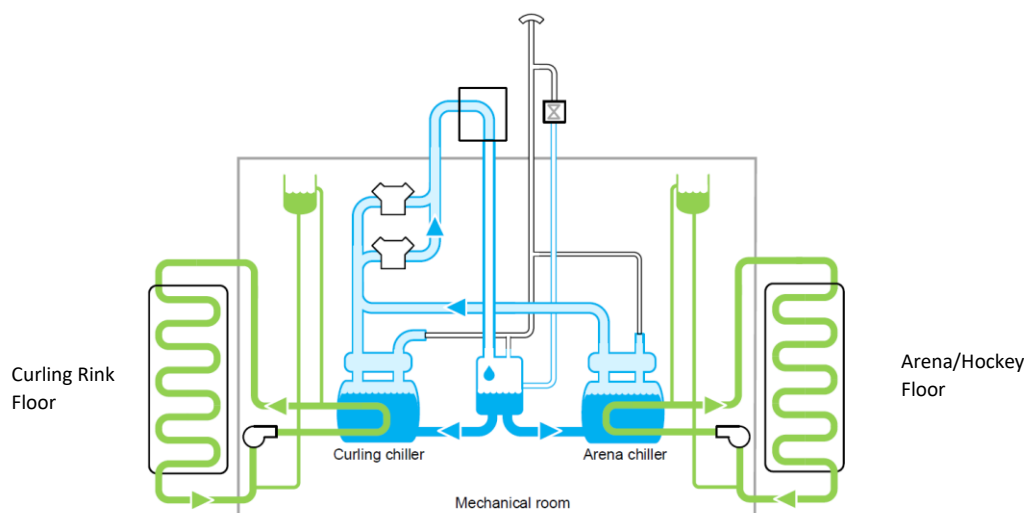 Curling Rink
Floor
Arena/Hockey
Floor
Curling chiller
Arena chiller
Mechanical room